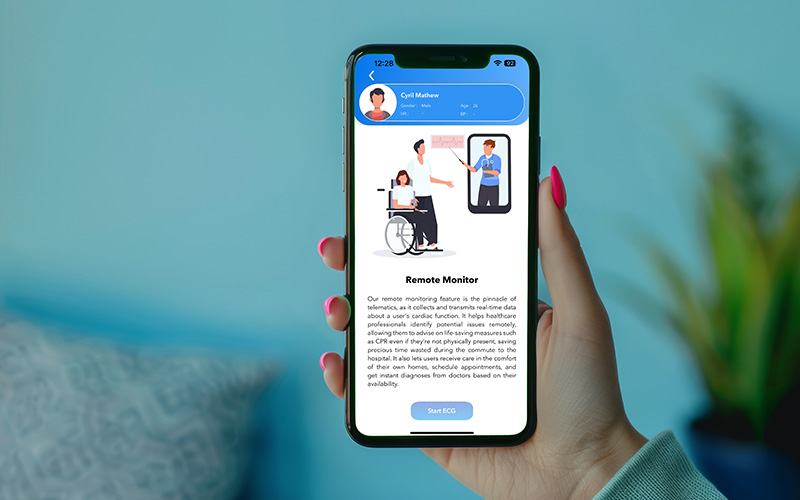 12:28
92
Cyril Mathew
Gender : Male Age : 26
HR : - BP : -
Remote Monitor
Our remote monitoring feature is the pinnacle of
telematics, as it collects and transmits real-time data
about a user's cardiac function. It helps healthcare
professionals identify potential issues remotely,
allowing them to advise on life-saving measures such
as CPR even if they're not physically present, saving
precious time wasted during the commute to the
hospital. It also lets users receive care in the comfort
of their own homes, schedule appointments, and
get instant diagnoses from doctors based on their
availability.
Start ECG